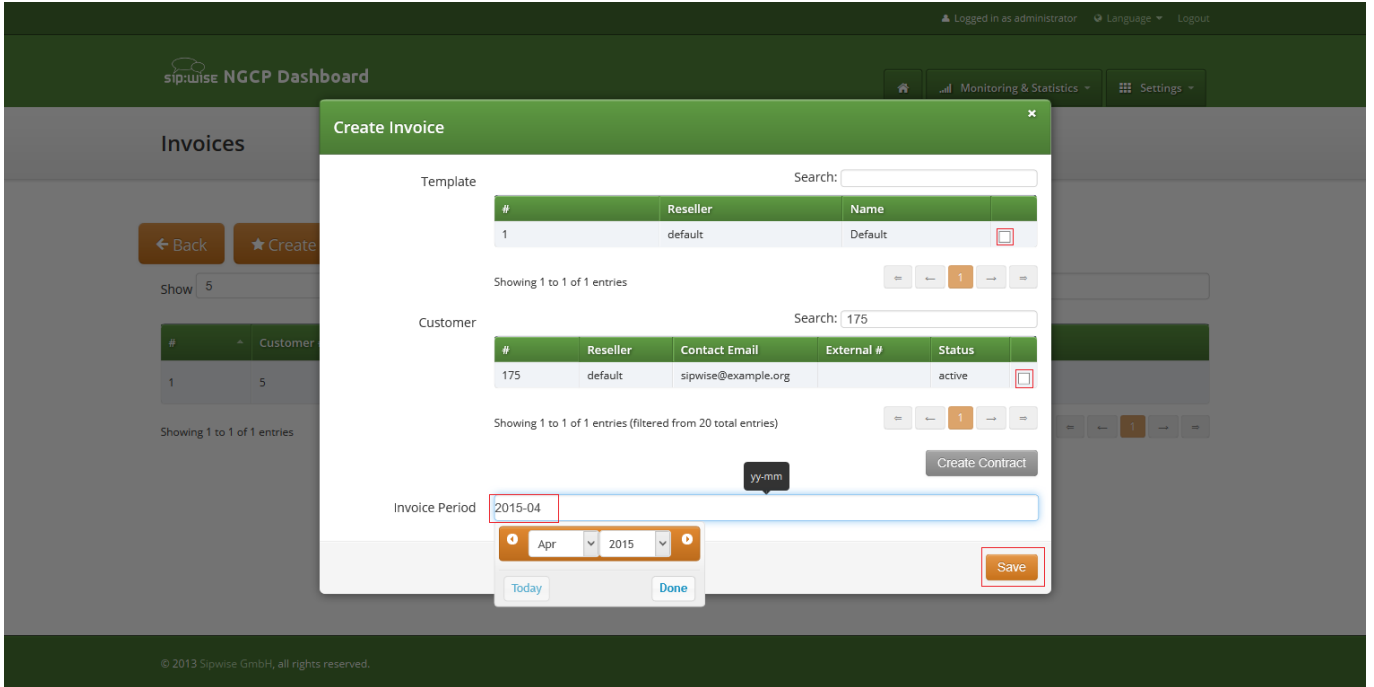 Logged in as administrator Language Logout
sip:wise NGCP Dashboard
Monitoring & Statistics Settings
Create Invoice
Invoices
Template Search:
# Reseller Name
1 default Default
Showing 1 to 1 of 1 entries 1
Back Create
Show 5
Customer Search: 175
# Reseller Contact Email External # Status
175 default sipwise@example.org active
Showing 1 to 1 of 1 entries (filtered from 20 total entries) 1
# Customer
1 5
Showing 1 to 1 of 1 entries 1
Create Contract
yy-mm
Invoice Period 2015-04
Apr 2015
Today Done
Save
© 2013 Sipwise GmbH, all rights reserved.